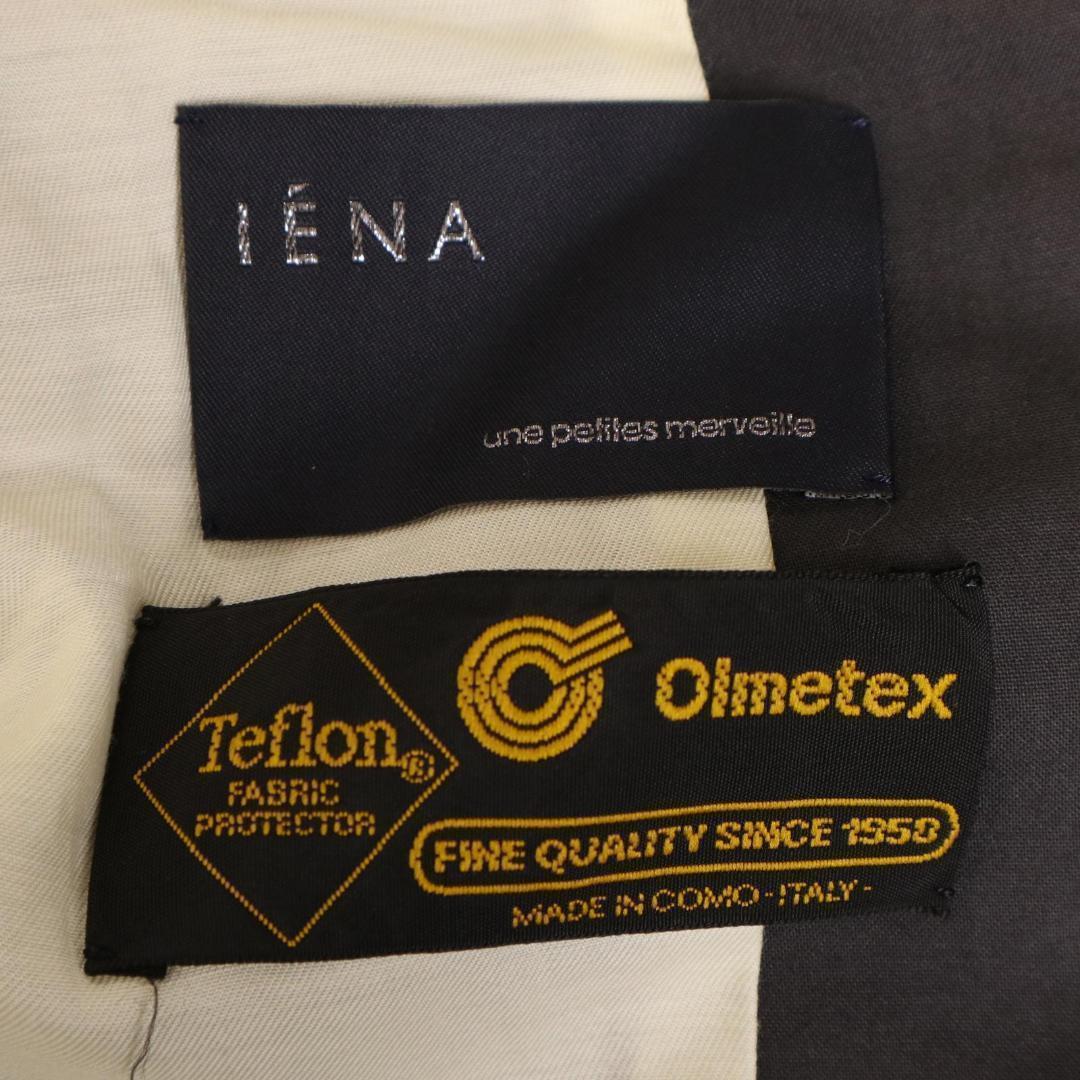 IÉNA
une petites merveille
Olmetex
Teflon®
FABRIC
PROTECTOR
FINE QUALITY SINCE 1950
MADE IN COMO - ITALY -